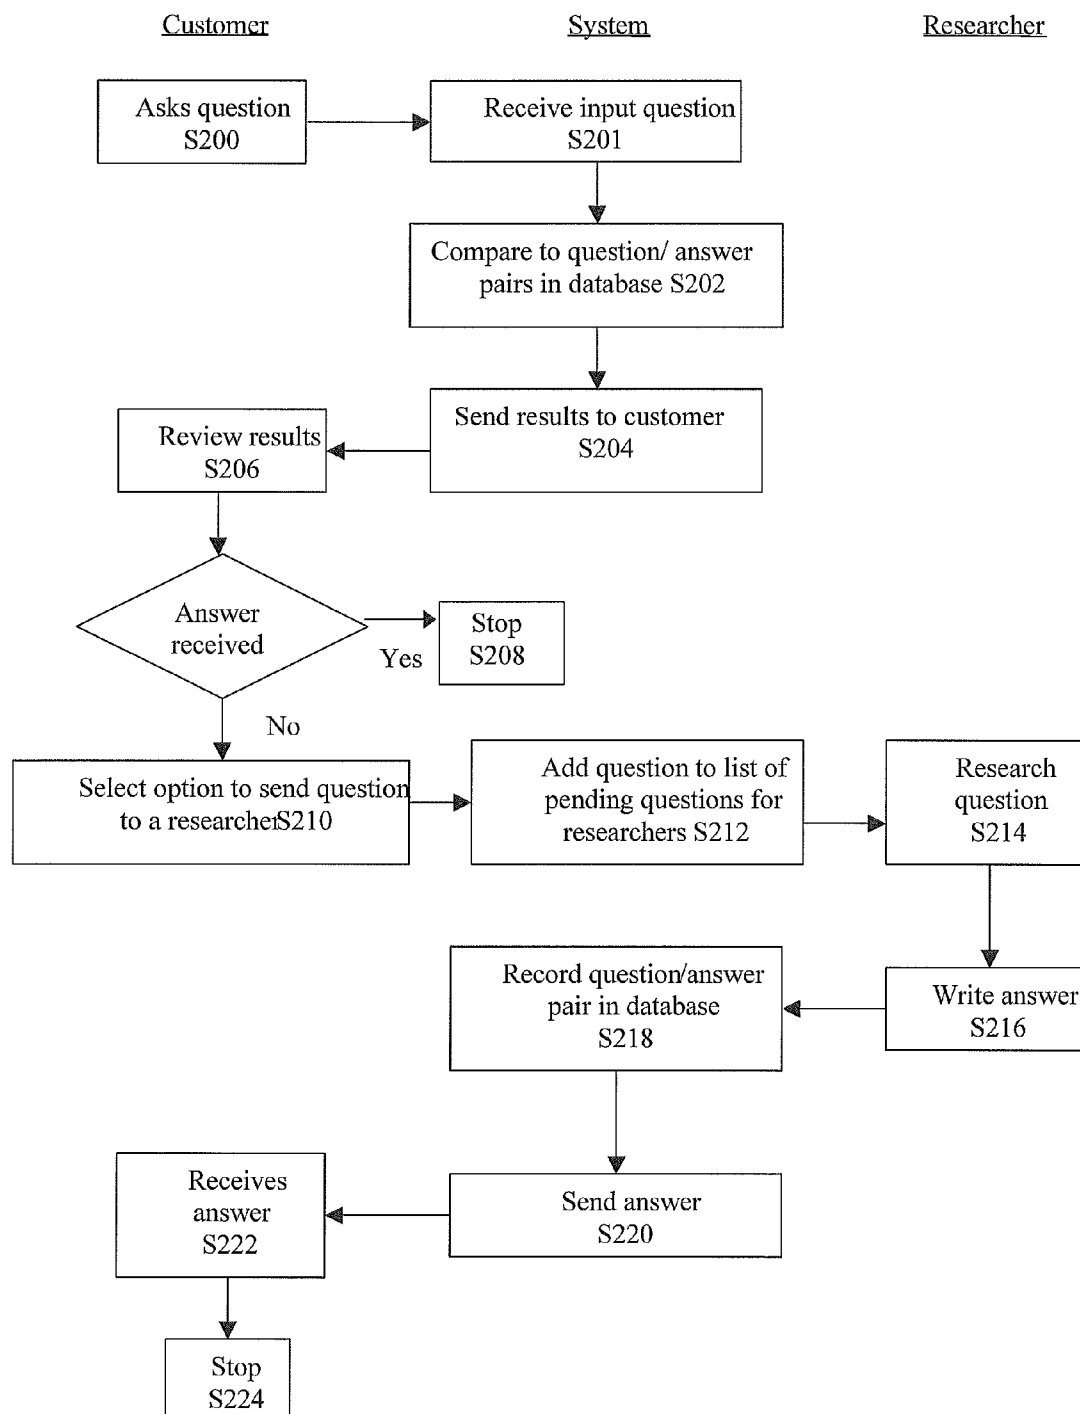 Customer
System
Researcher
Asks question
S200
Receive input question
S201
Compare to question/ answer
pairs in database S202
Send results to customer
S204
Review results
S206
Answer
received
Yes
Stop
S208
No
Select option to send question
to a researcherS210
Add question to list of
pending questions for
researchers S212
Research
question
S214
Write answer
S216
Record question/answer
pair in database
S218
Send answer
S220
Receives
answer
S222
Stop
S224